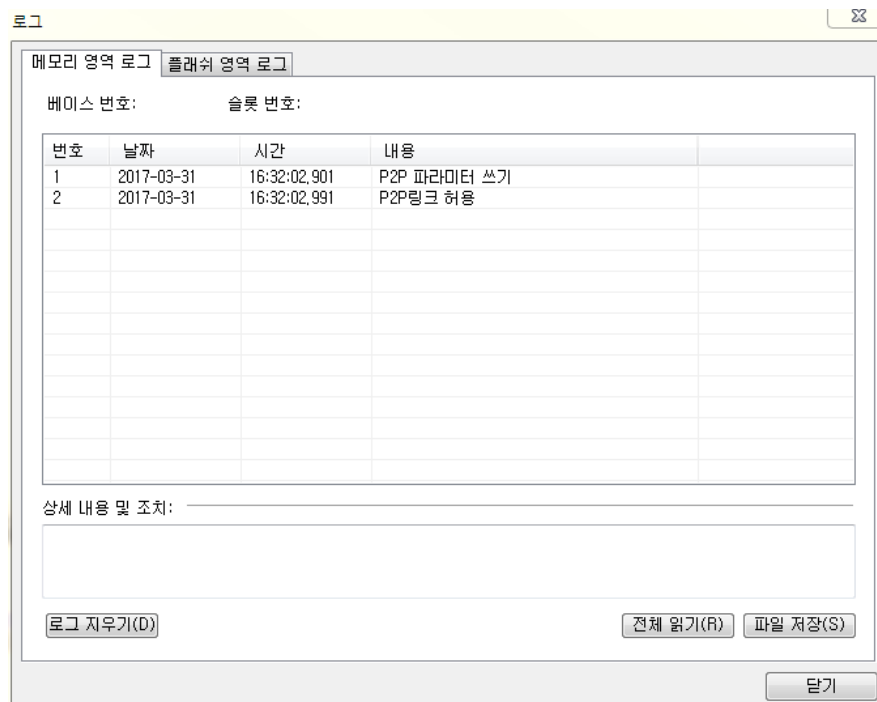 로그
메모리 영역 로그 플래쉬 영역 로그
베이스 번호: 슬롯 번호:
번호 날짜 시간 내용
1 2017-03-31 16:32:02,901 P2P 파라미터 쓰기
2 2017-03-31 16:32:02,991 P2P링크 허용
상세 내용 및 조치:
로그 지우기(D) 전체 읽기(R) 파일 저장(S)
닫기